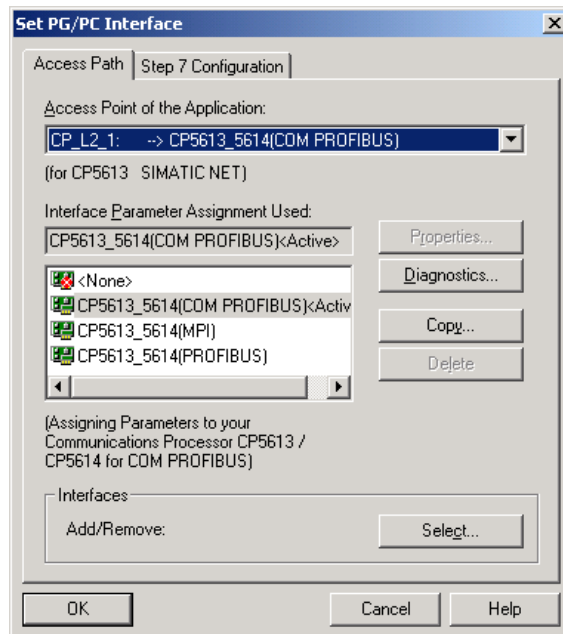 Set PG/PC Interface
Access Path
Step 7 Configuration
Access Point of the Application:
CP_L2_1: --> CP5613_5614(COM PROFIBUS)
(for CP5613 SIMATIC NET)
Interface Parameter Assignment Used:
CP5613_5614(COM PROFIBUS)<Active>
Properties...
<None>
Diagnostics...
CP5613_5614(COM PROFIBUS)<Activ
CP5613_5614(MPI)
Copy...
CP5613_5614(PROFIBUS)
Delete
(Assigning Parameters to your
Communications Processor CP5613 /
CP5614 for COM PROFIBUS)
Interfaces
Add/Remove:
Select...
OK
Cancel
Help